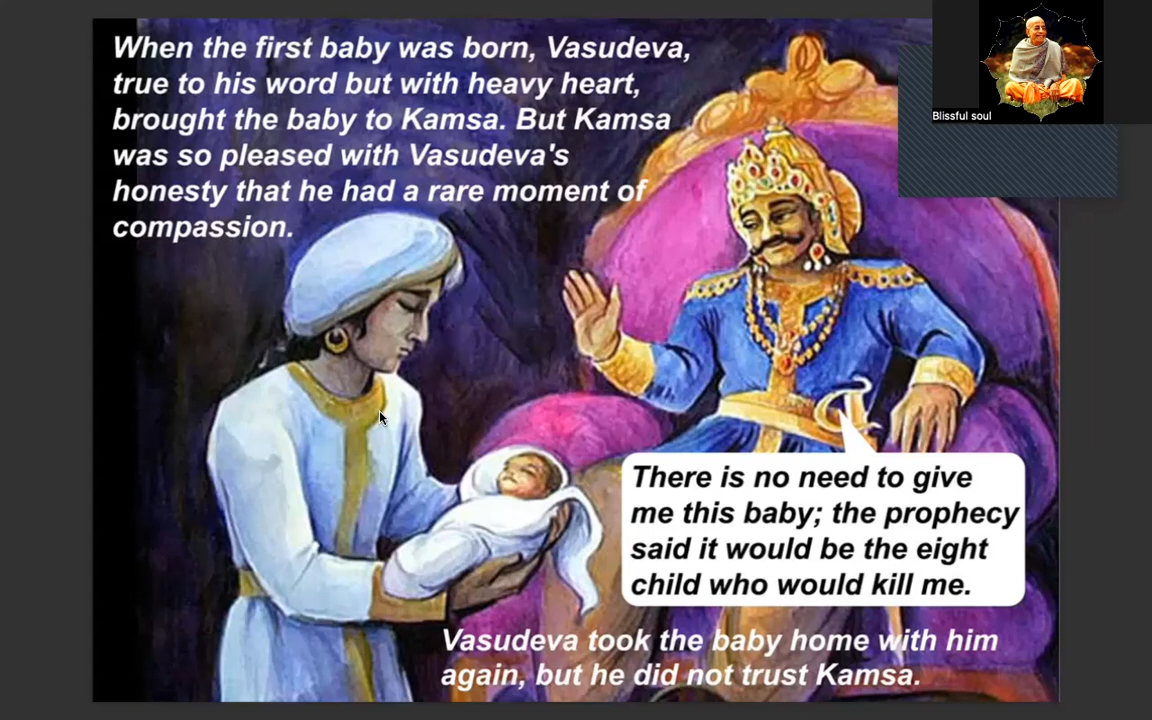 When the first baby was born, Vasudeva,
true to his word but with heavy heart,
brought the baby to Kamsa. But Kamsa
was so pleased with Vasudeva's
honesty that he had a rare moment of
compassion.
Blissful soul
There is no need to give
me this baby; the prophecy
said it would be the eight
child who would kill me.
Vasudeva took the baby home with him
again, but he did not trust Kamsa.